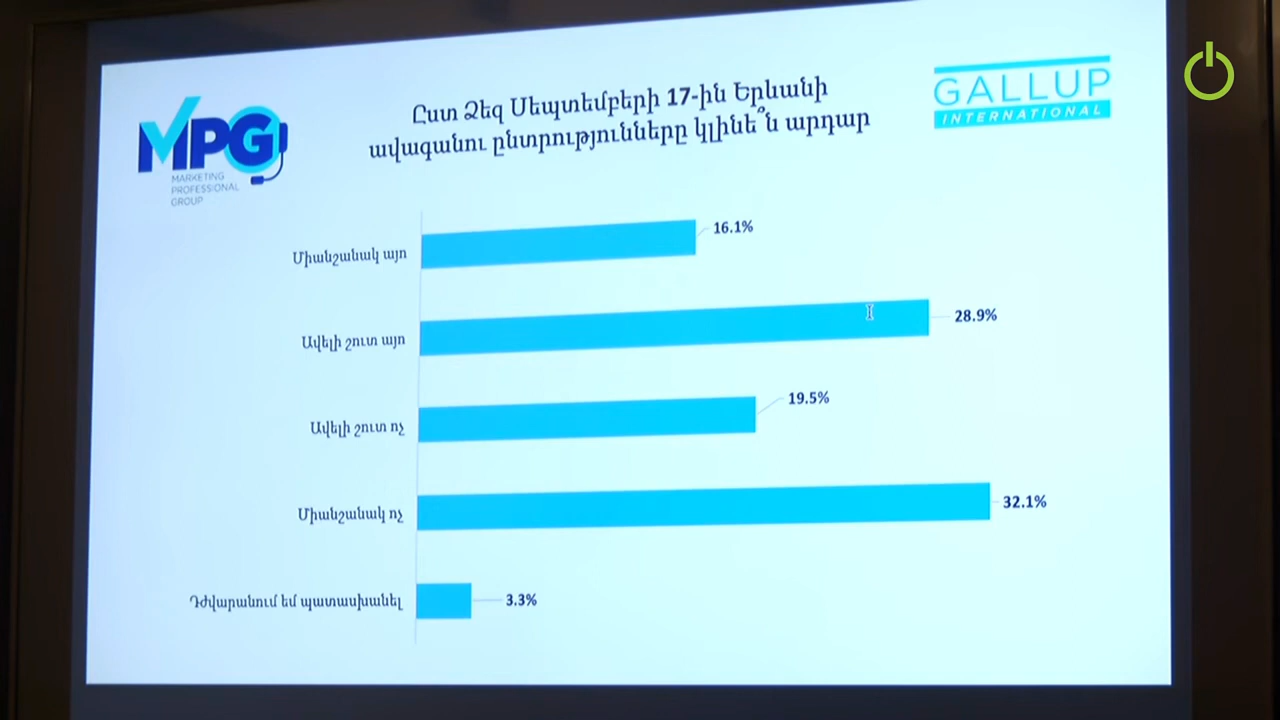 MPG
MARKETING
PROFESSIONAL
GROUP
Ըստ Ձեզ Սեպտեմբերի 17-ին Երևանի
ավագանու ընտրությունները կլինե՞ն արդար
GALLUP
INTERNATIONAL
Միանշանակ այո
16.1%
Ավելի շուտ այո
28.9%
Ավելի շուտ ոչ
19.5%
Միանշանակ ոչ
32.1%
Դժվարանում եմ պատասխանել
3.3%